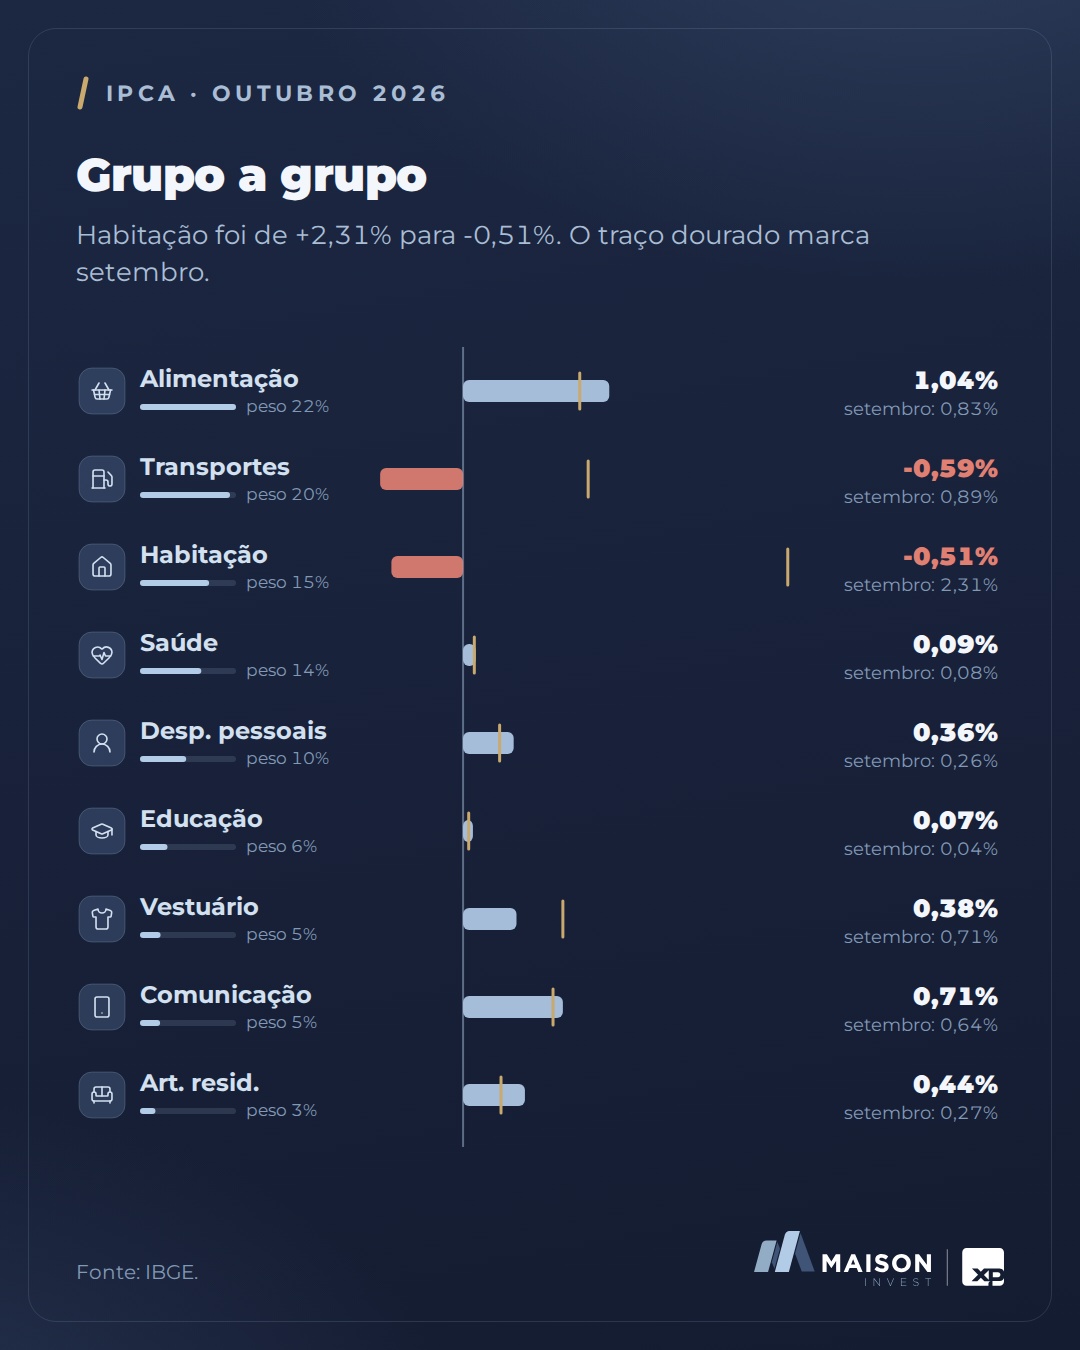 IPCA · OUTUBRO 2026
Grupo a grupo
Habitação foi de +2,31% para -0,51%. O traço dourado marca
setembro.
Alimentação
peso 22%
1,04%
setembro: 0,83%
Transportes
peso 20%
-0,59%
setembro: 0,89%
Habitação
peso 15%
-0,51%
setembro: 2,31%
Saúde
peso 14%
0,09%
setembro: 0,08%
Desp. pessoais
peso 10%
0,36%
setembro: 0,26%
Educação
peso 6%
0,07%
setembro: 0,04%
Vestuário
peso 5%
0,38%
setembro: 0,71%
Comunicação
peso 5%
0,71%
setembro: 0,64%
Art. resid.
peso 3%
0,44%
setembro: 0,27%
Fonte: IBGE.
MAISON
INVEST
xp